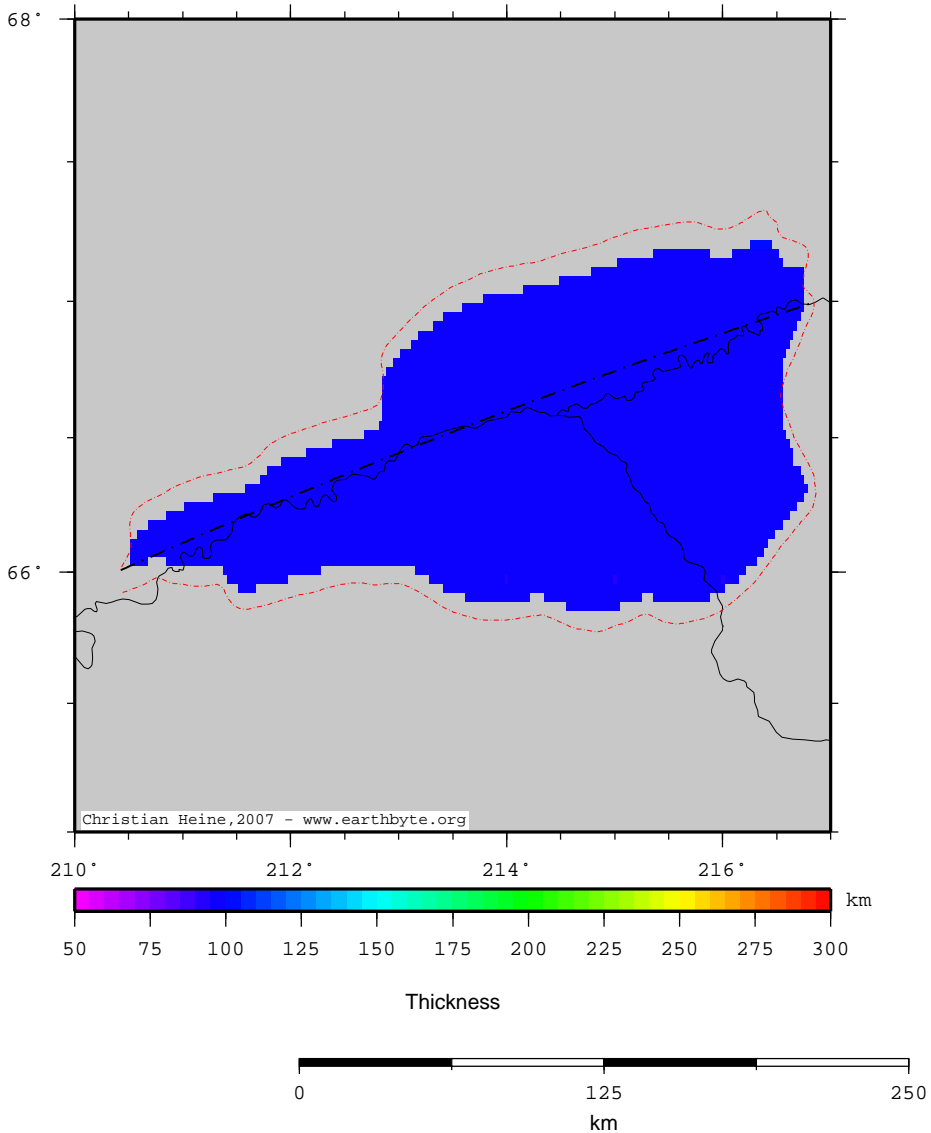 68°
66°
Christian Heine,2007 - www.earthbyte.org
210° 212° 214° 216°
km
50 75 100 125 150 175 200 225 250 275 300
Thickness
0 125 250
km